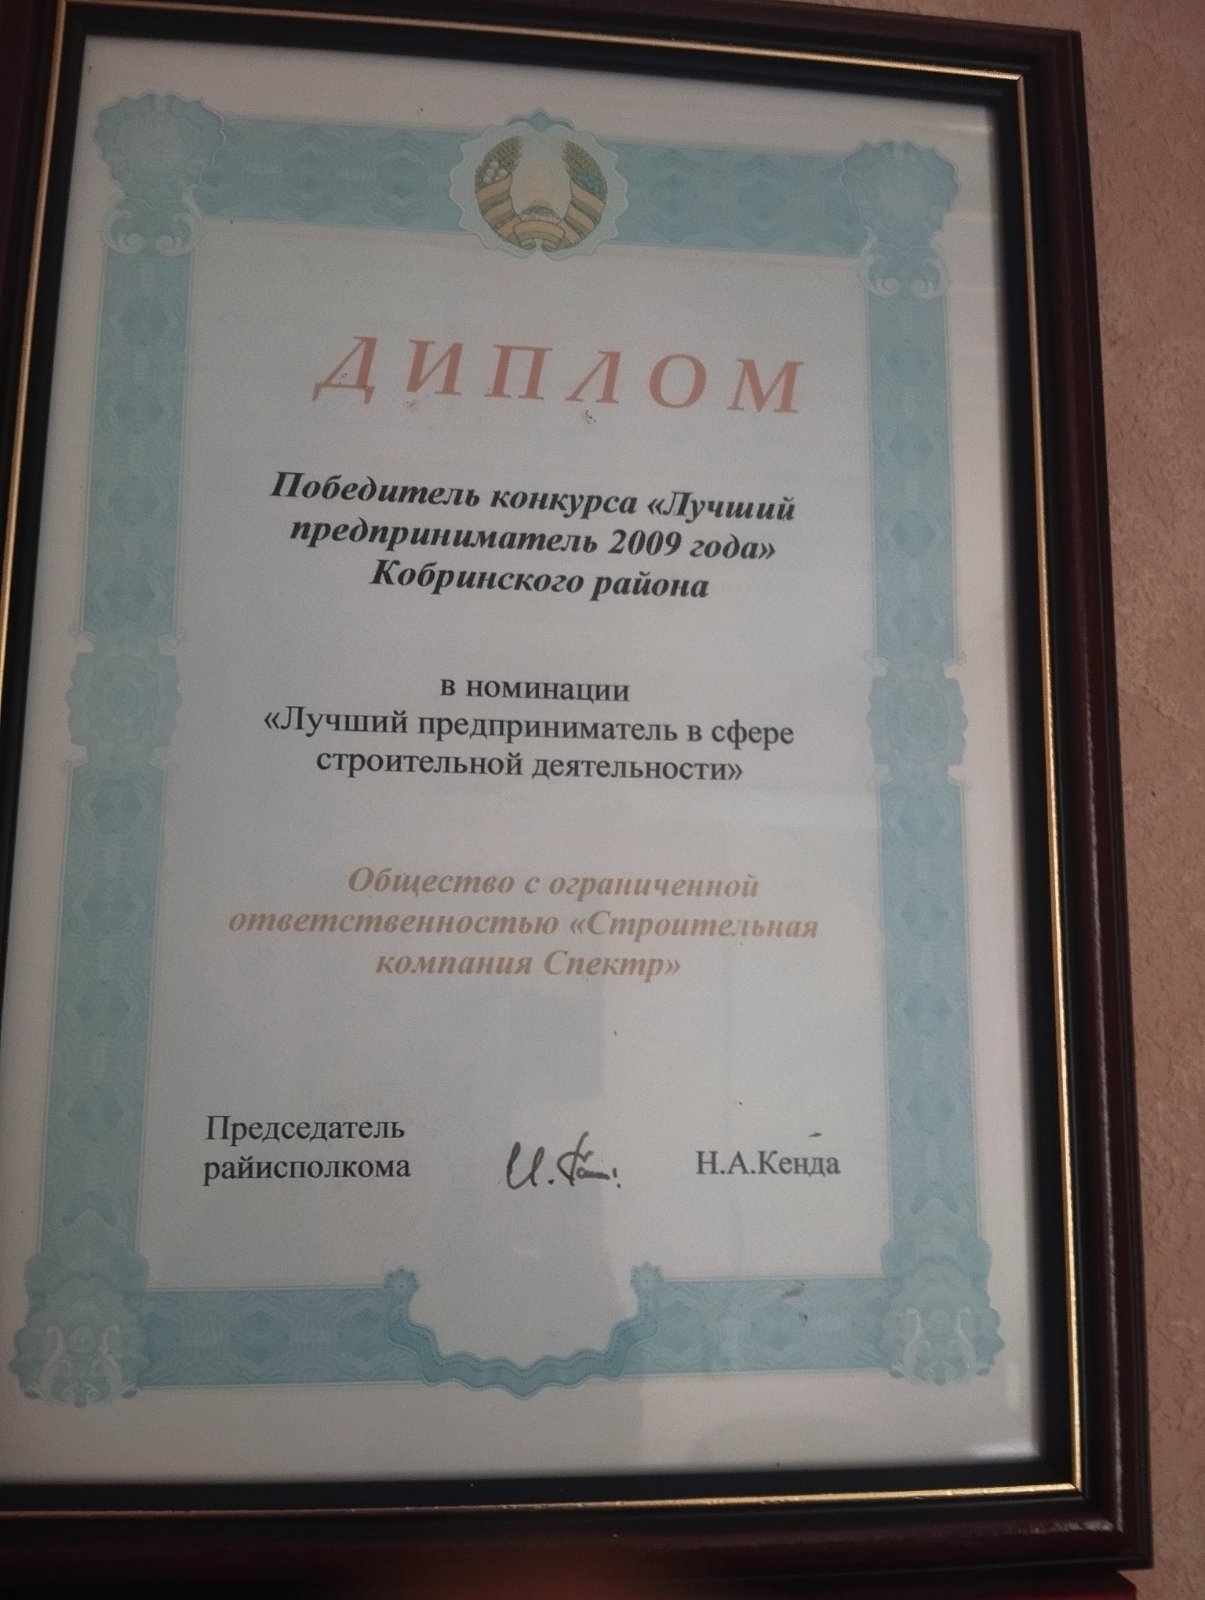 ДИПЛОМ
Победитель конкурса «Лучший
предприниматель 2009 года»
Кобринского района
в номинации
«Лучший предприниматель в сфере
строительной деятельности»
Общество с ограниченной
ответственностью «Строительная
компания Спектр»
Председатель
райисполкома
Н.А.Кенда